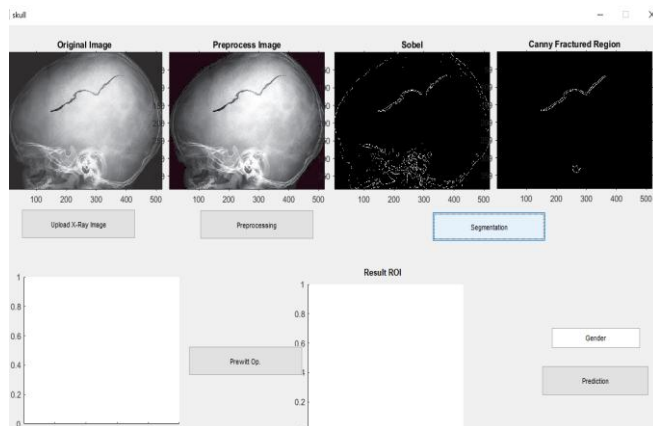 skull
Original Image
Preprocess Image
Sobel
Canny Fractured Region
100 200 300 400 500
100 200 300 400 500
100 200 300 400 500
100 200 300 400 500
Upload X-Ray Image
Preprocessing
Segmentation
Result ROI
1
0.8
0.6
0.4
0.2
0
Prewitt Op.
1
0.8
0.6
0.2
Gender
Prediction